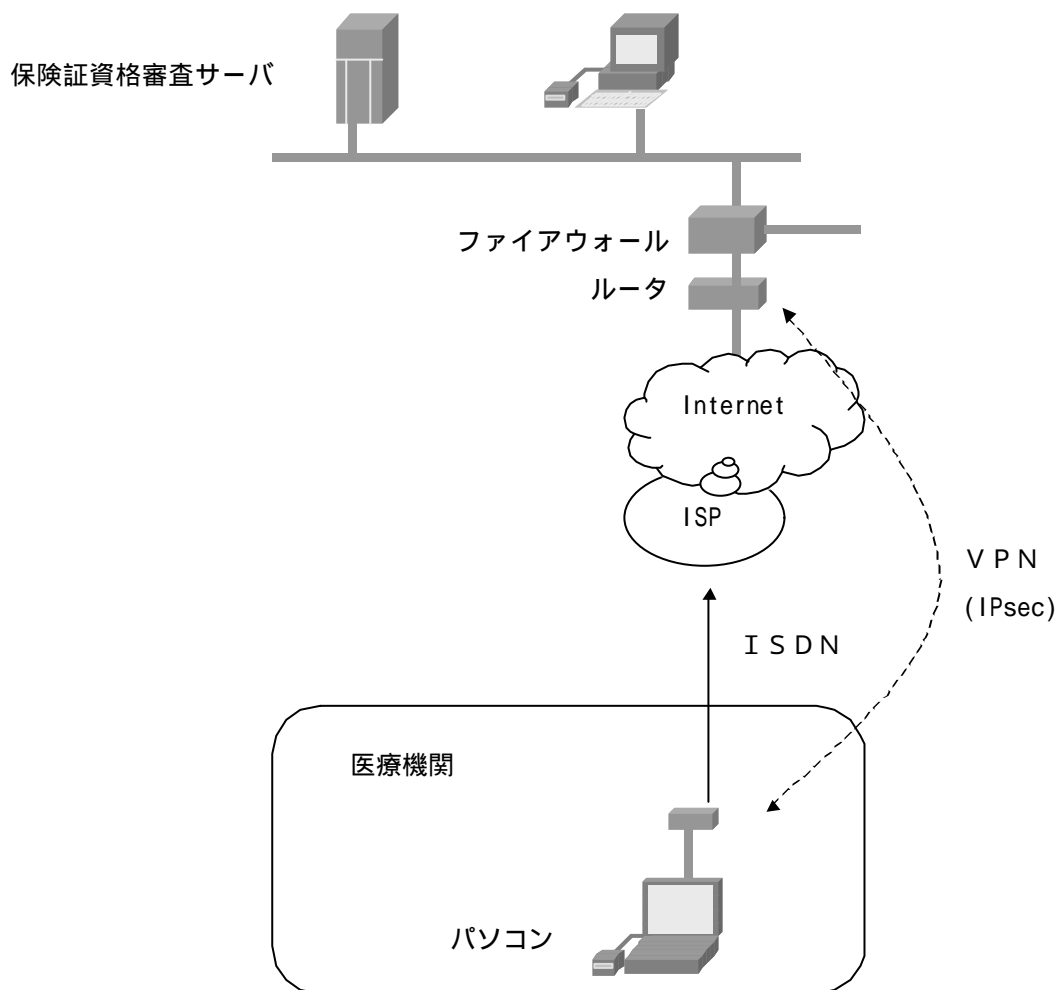 保険証資格審査サーバ
ファイアウォール
ルータ
Internet
ISP
ＶＰＮ
(IPsec)
ＩＳＤＮ
医療機関
パソコン